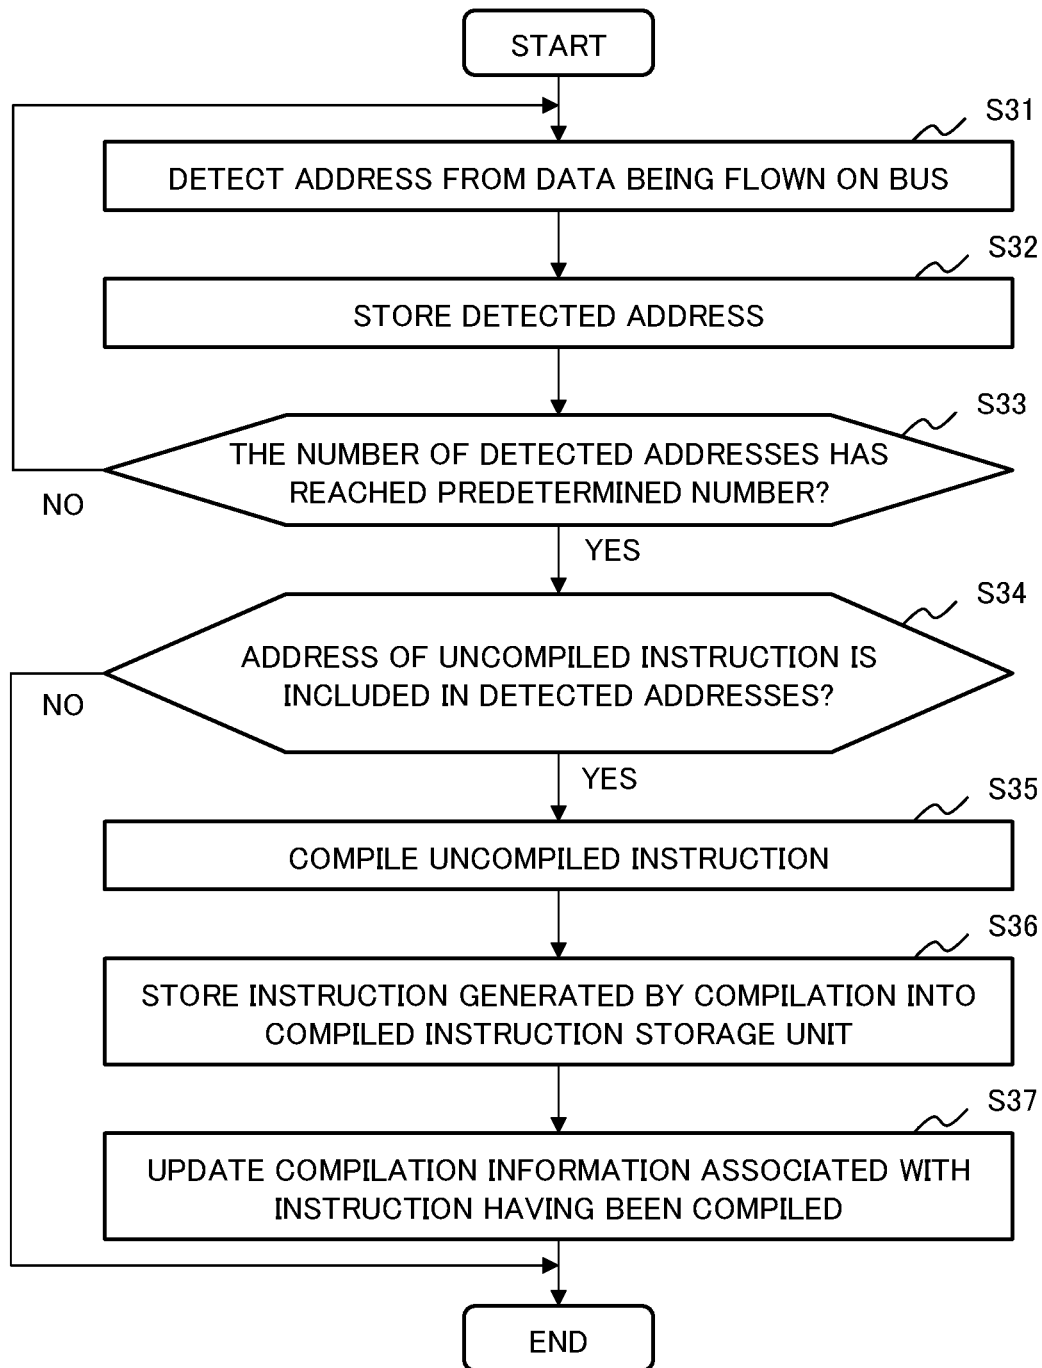 START
S31
DETECT ADDRESS FROM DATA BEING FLOWN ON BUS
S32
STORE DETECTED ADDRESS
S33
THE NUMBER OF DETECTED ADDRESSES HAS
REACHED PREDETERMINED NUMBER?
NO
YES
S34
ADDRESS OF UNCOMPILED INSTRUCTION IS
INCLUDED IN DETECTED ADDRESSES?
NO
YES
S35
COMPILE UNCOMPILED INSTRUCTION
S36
STORE INSTRUCTION GENERATED BY COMPILATION INTO
COMPILED INSTRUCTION STORAGE UNIT
S37
UPDATE COMPILATION INFORMATION ASSOCIATED WITH
INSTRUCTION HAVING BEEN COMPILED
END